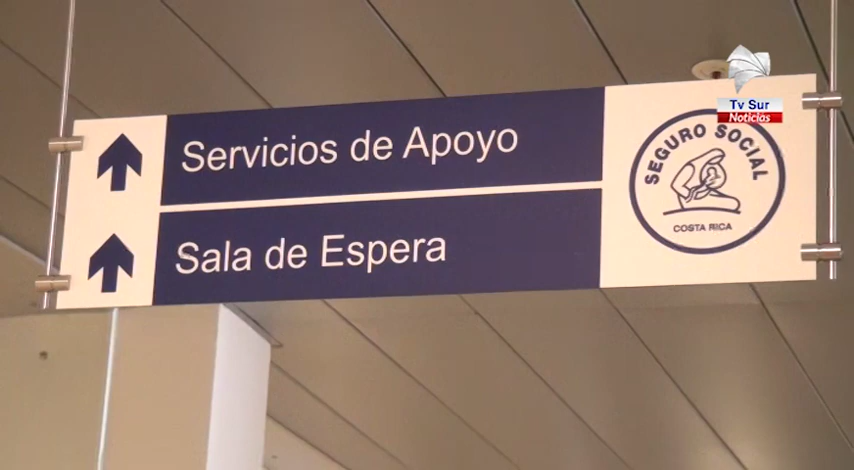 Servicios de Apoyo
Sala de Espera
SEGURO SOCIAL
COSTA RICA
Tv Sur
Noticias